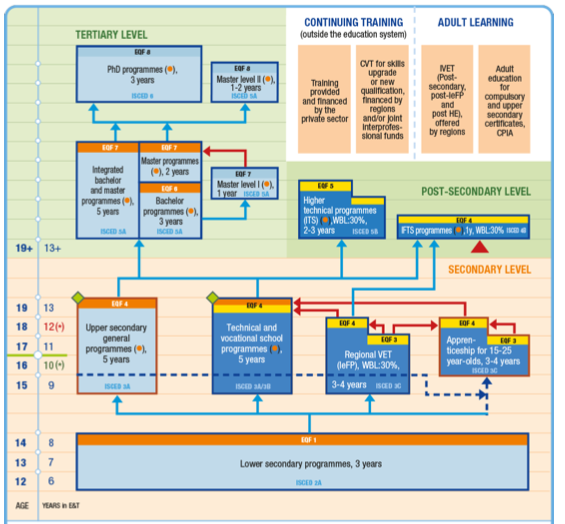 TERTIARY LEVEL
CONTINUING TRAINING
(outside the education system)
ADULT LEARNING
EQF 8
PhD programmes (●),
3 years
ISCED 8
EQF 8
Master level II (●),
1-2 years
ISCED 5A
Training
provided
and financed
by the
private sector
CVT for skills
upgrade
or new
qualification,
financed by
regions
and/or joint
interprofes-
sional funds
IVET
(Post-
secondary,
post-IeFP
and
post HE),
offered
by regions
Adult
education
for
compulsory
and upper
secondary
certificates,
CPIA
EQF 7
Integrated
bachelor
and master
programmes (●),
5 years
ISCED 5A
EQF 7
Master programmes
(●), 2 years
EQF 6
Bachelor
programmes (●),
3 years
ISCED 5A
EQF 7
Master level I (●),
1 year ISCED 5A
POST-SECONDARY LEVEL
EQF 5
Higher
technical programmes
(ITS) ●, WBL:30%,
2-3 years ISCED 5B
EQF 4
IFTS programmes ●,1y, WBL:30% ISCED 4B
19+ 13+
SECONDARY LEVEL
19 13
18 12(•)
17 11
16 10(•)
15 9
EQF 4
Upper secondary
general
programmes (●),
5 years
ISCED 3A
EQF 4
Technical and
vocational school
programmes (●),
5 years
ISCED 3A/3B
EQF 4
EQF 3
Regional VET
(IeFP), WBL:30%,
3-4 years ISCED 3C
EQF 4
EQF 3
Appren-
ticeship for 15-25
year-olds, 3-4 years
ISCED 3C
14 8
13 7
12 6
EQF 1
Lower secondary programmes, 3 years
ISCED 2A
AGE YEARS in E&T